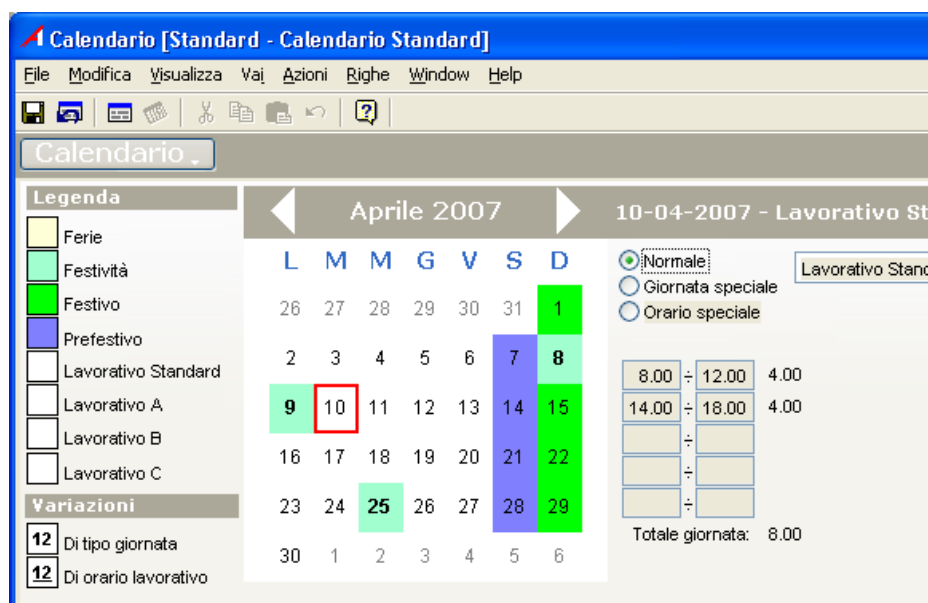 Calendario [Standard - Calendario Standard]
File Modifica Visualizza Vai Azioni Righe Window Help
Calendario
Legenda
Ferie
Festività
Festivo
Prefestivo
Lavorativo Standard
Lavorativo A
Lavorativo B
Lavorativo C
Variazioni
12 Di tipo giornata
12 Di orario lavorativo
Aprile 2007
L M M G V S D
26 27 28 29 30 31 1
2 3 4 5 6 7 8
9 10 11 12 13 14 15
16 17 18 19 20 21 22
23 24 25 26 27 28 29
30 1 2 3 4 5 6
10-04-2007 - Lavorativo St
Normale
Giornata speciale
Orario speciale
Lavorativo Stand
8.00 ÷ 12.00 4.00
14.00 ÷ 18.00 4.00
÷
÷
÷
Totale giornata: 8.00